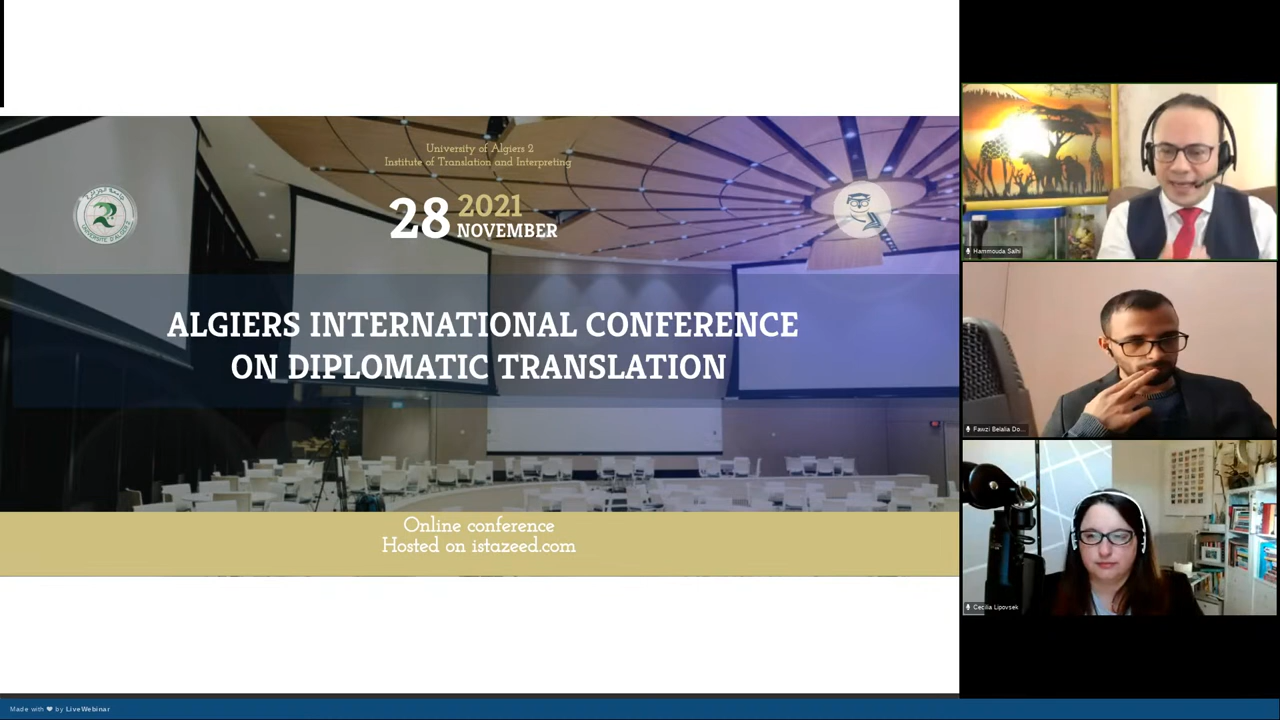 University of Algiers 2
Institute of Translation and Interpreting
28 2021
NOVEMBER
ALGIERS INTERNATIONAL CONFERENCE
ON DIPLOMATIC TRANSLATION
Online conference
Hosted on istazeed.com
Hammouda Salhi
Fawzi Belalia Do...
Cecilia Lipovsek
Made with ❤ by LiveWebinar